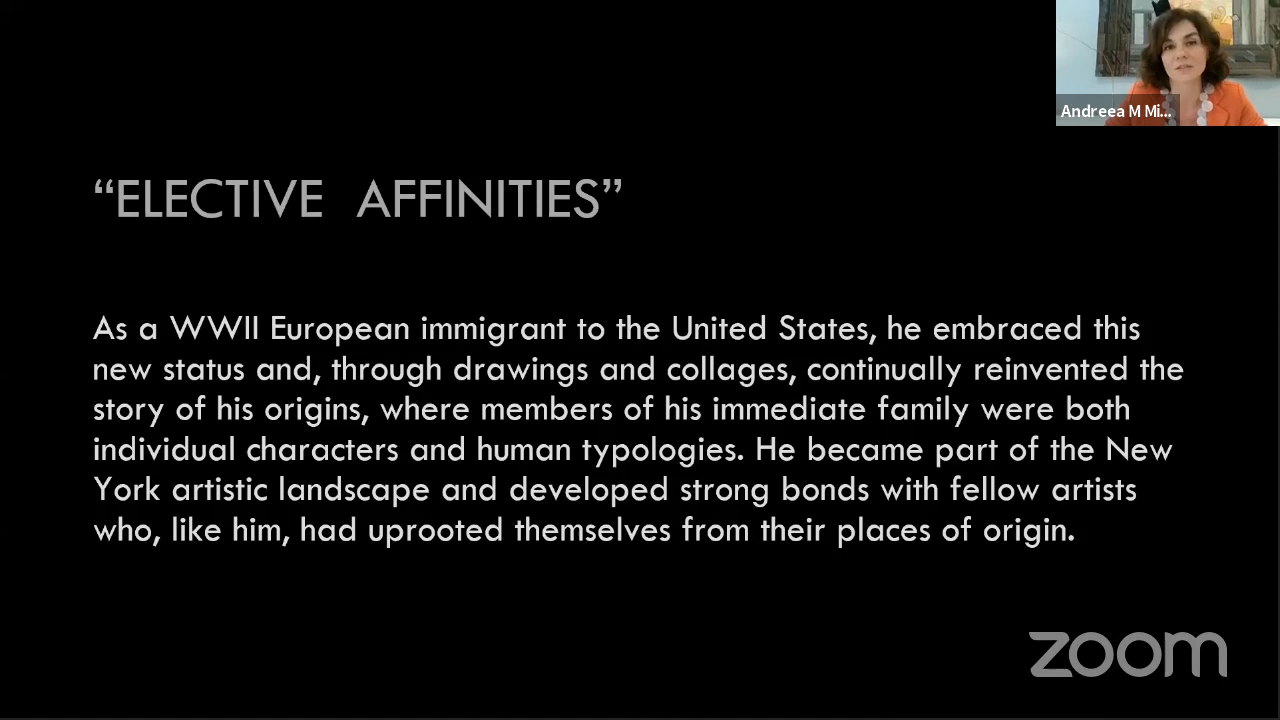 Andreea M Mi...
“ELECTIVE AFFINITIES”
As a WWII European immigrant to the United States, he embraced this
new status and, through drawings and collages, continually reinvented the
story of his origins, where members of his immediate family were both
individual characters and human typologies. He became part of the New
York artistic landscape and developed strong bonds with fellow artists
who, like him, had uprooted themselves from their places of origin.
zoom